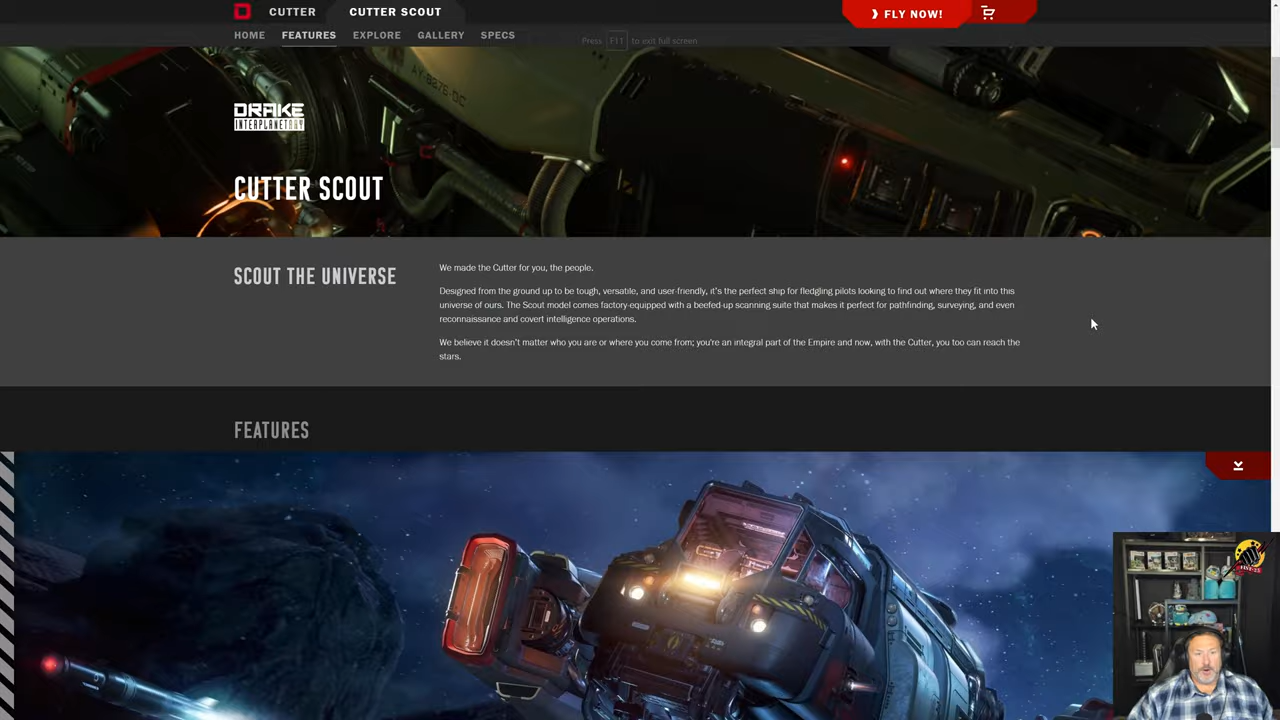 CUTTER
CUTTER SCOUT
FLY NOW!
HOME
FEATURES
EXPLORE
GALLERY
SPECS
Press F11 to exit full screen
DRAKE
INTERPLANETARY
CUTTER SCOUT
SCOUT THE UNIVERSE
We made the Cutter for you, the people.
Designed from the ground up to be tough, versatile, and user-friendly, it's the perfect ship for fledgling pilots looking to find out where they fit into this
universe of ours. The Scout model comes factory-equipped with a beefed-up scanning suite that makes it perfect for pathfinding, surveying, and even
reconnaissance and covert intelligence operations.
We believe it doesn't matter who you are or where you come from; you're an integral part of the Empire and now, with the Cutter, you too can reach the
stars.
FEATURES